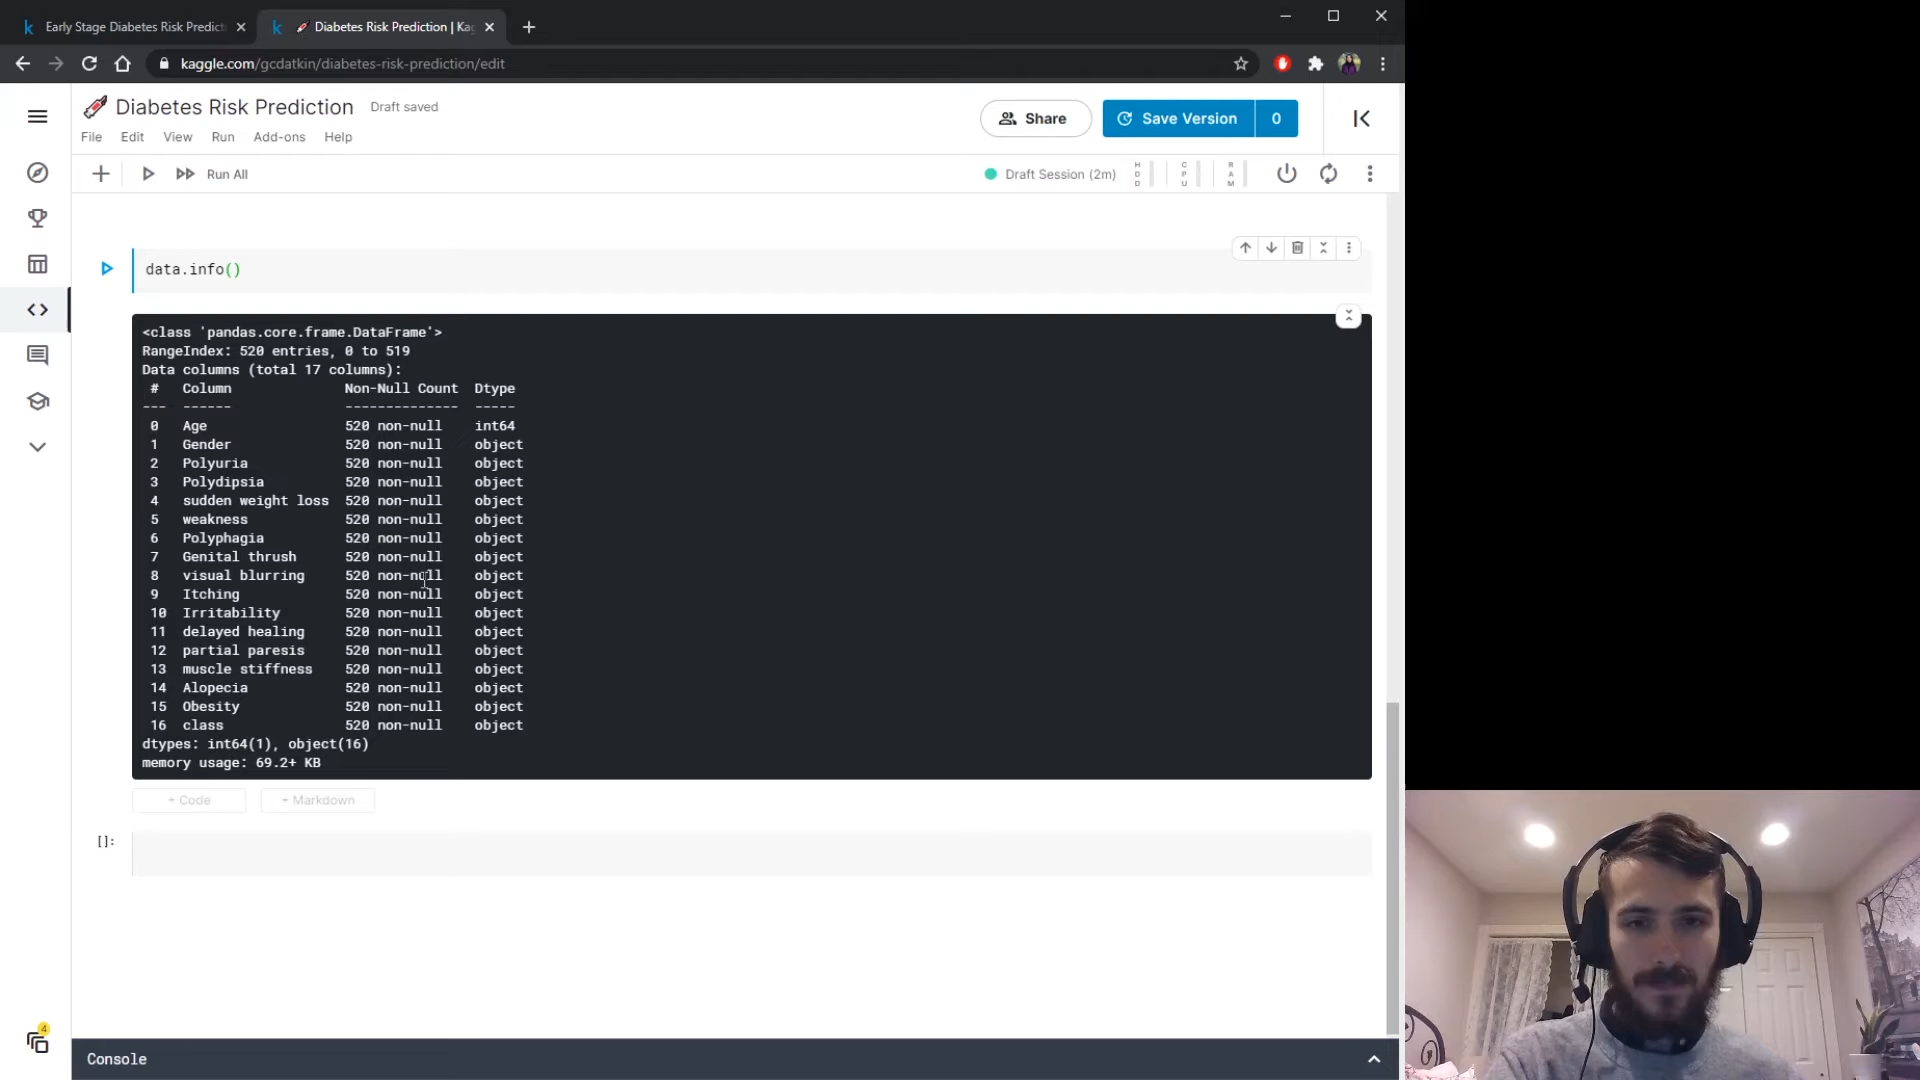 Early Stage Diabetes Risk Predict
Diabetes Risk Prediction | Kag
kaggle.com/gcdatkin/diabetes-risk-prediction/edit
Diabetes Risk Prediction
Draft saved
Share
Save Version
0
File Edit View Run Add-ons Help
Run All
Draft Session (2m)
HDD
CPU
RAM
data.info()
<class 'pandas.core.frame.DataFrame'>
RangeIndex: 520 entries, 0 to 519
Data columns (total 17 columns):
# Column Non-Null Count Dtype
--- ------ -------------- -----
0 Age 520 non-null int64
1 Gender 520 non-null object
2 Polyuria 520 non-null object
3 Polydipsia 520 non-null object
4 sudden weight loss 520 non-null object
5 weakness 520 non-null object
6 Polyphagia 520 non-null object
7 Genital thrush 520 non-null object
8 visual blurring 520 non-null object
9 Itching 520 non-null object
10 Irritability 520 non-null object
11 delayed healing 520 non-null object
12 partial paresis 520 non-null object
13 muscle stiffness 520 non-null object
14 Alopecia 520 non-null object
15 Obesity 520 non-null object
16 class 520 non-null object
dtypes: int64(1), object(16)
memory usage: 69.2+ KB
+ Code + Markdown
[]:
4
Console